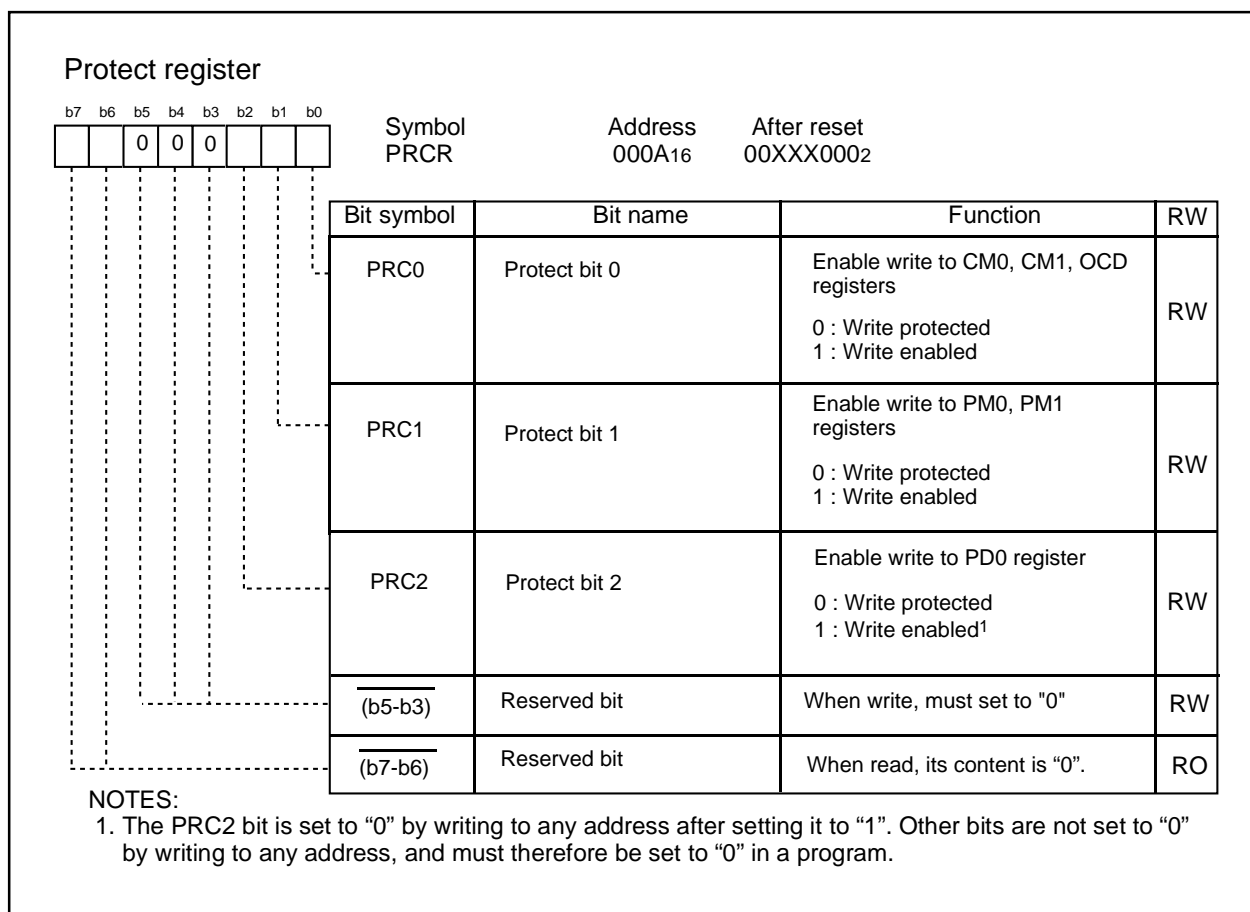 Protect register
b7 b6 b5 b4 b3 b2 b1 b0
0 0 0
Symbol Address After reset
PRCR 000A16 00XXX0002
Bit symbol Bit name Function RW
PRC0 Protect bit 0 Enable write to CM0, CM1, OCD
registers
0 : Write protected
1 : Write enabled
RW
PRC1 Protect bit 1 Enable write to PM0, PM1
registers
0 : Write protected
1 : Write enabled
RW
PRC2 Protect bit 2 Enable write to PD0 register
0 : Write protected
1 : Write enabled1
RW
(b5-b3) Reserved bit When write, must set to "0" RW
(b7-b6) Reserved bit When read, its content is “0”. RO
NOTES:
1. The PRC2 bit is set to “0” by writing to any address after setting it to “1”. Other bits are not set to “0”
by writing to any address, and must therefore be set to “0” in a program.